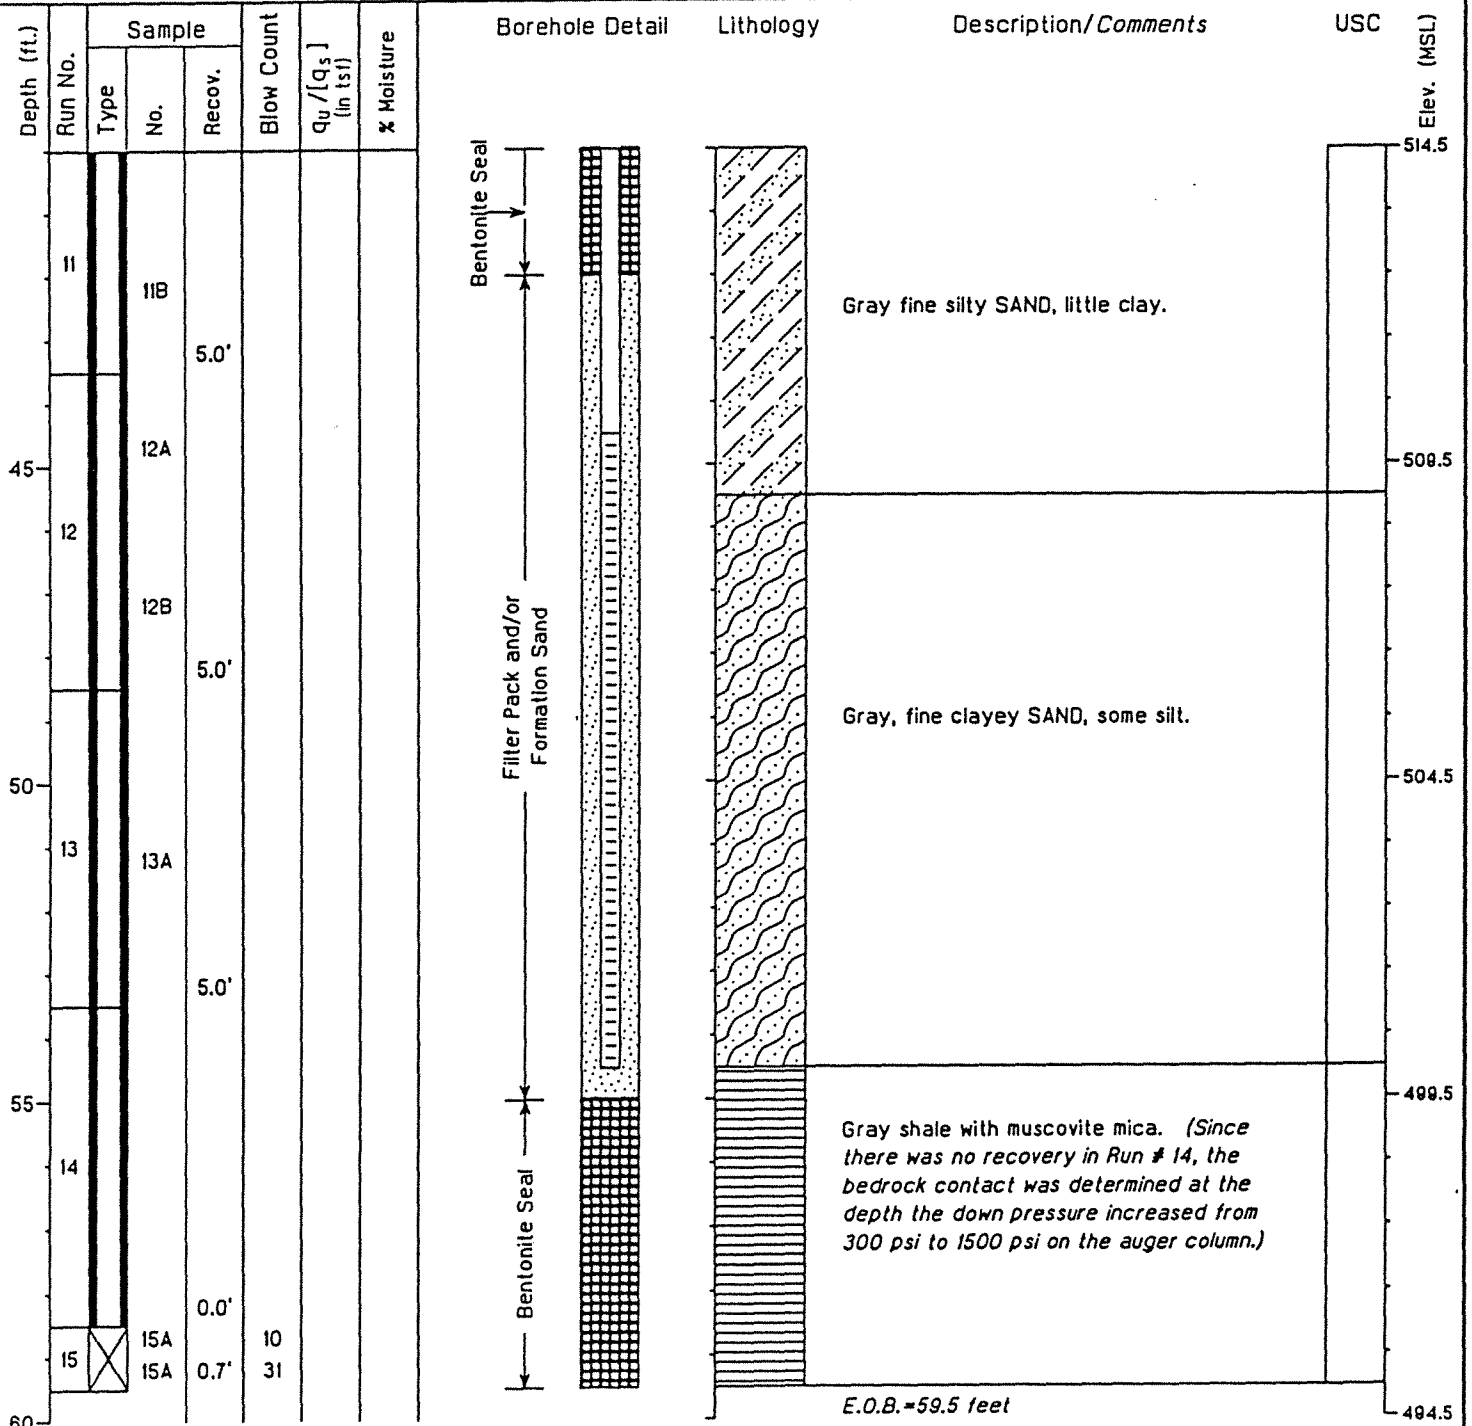 Depth (ft.)
Run No.
Sample
Type
No.
Recov.
Blow Count
qu/[qs] (in tsf)
% Moisture
Borehole Detail
Lithology
Description/Comments
USC
Elev. (MSL)
514.5
Bentonite Seal
11
11B
Gray fine silty SAND, little clay.
5.0'
12A
45
509.5
12
12B
Filter Pack and/or
Formation Sand
5.0'
Gray, fine clayey SAND, some silt.
50
504.5
13
13A
5.0'
55
499.5
Gray shale with muscovite mica. (Since
there was no recovery in Run # 14, the
bedrock contact was determined at the
depth the down pressure increased from
300 psi to 1500 psi on the auger column.)
14
Bentonite Seal
0.0'
15A
10
15
15A
0.7'
31
E.O.B.=59.5 feet
60
494.5